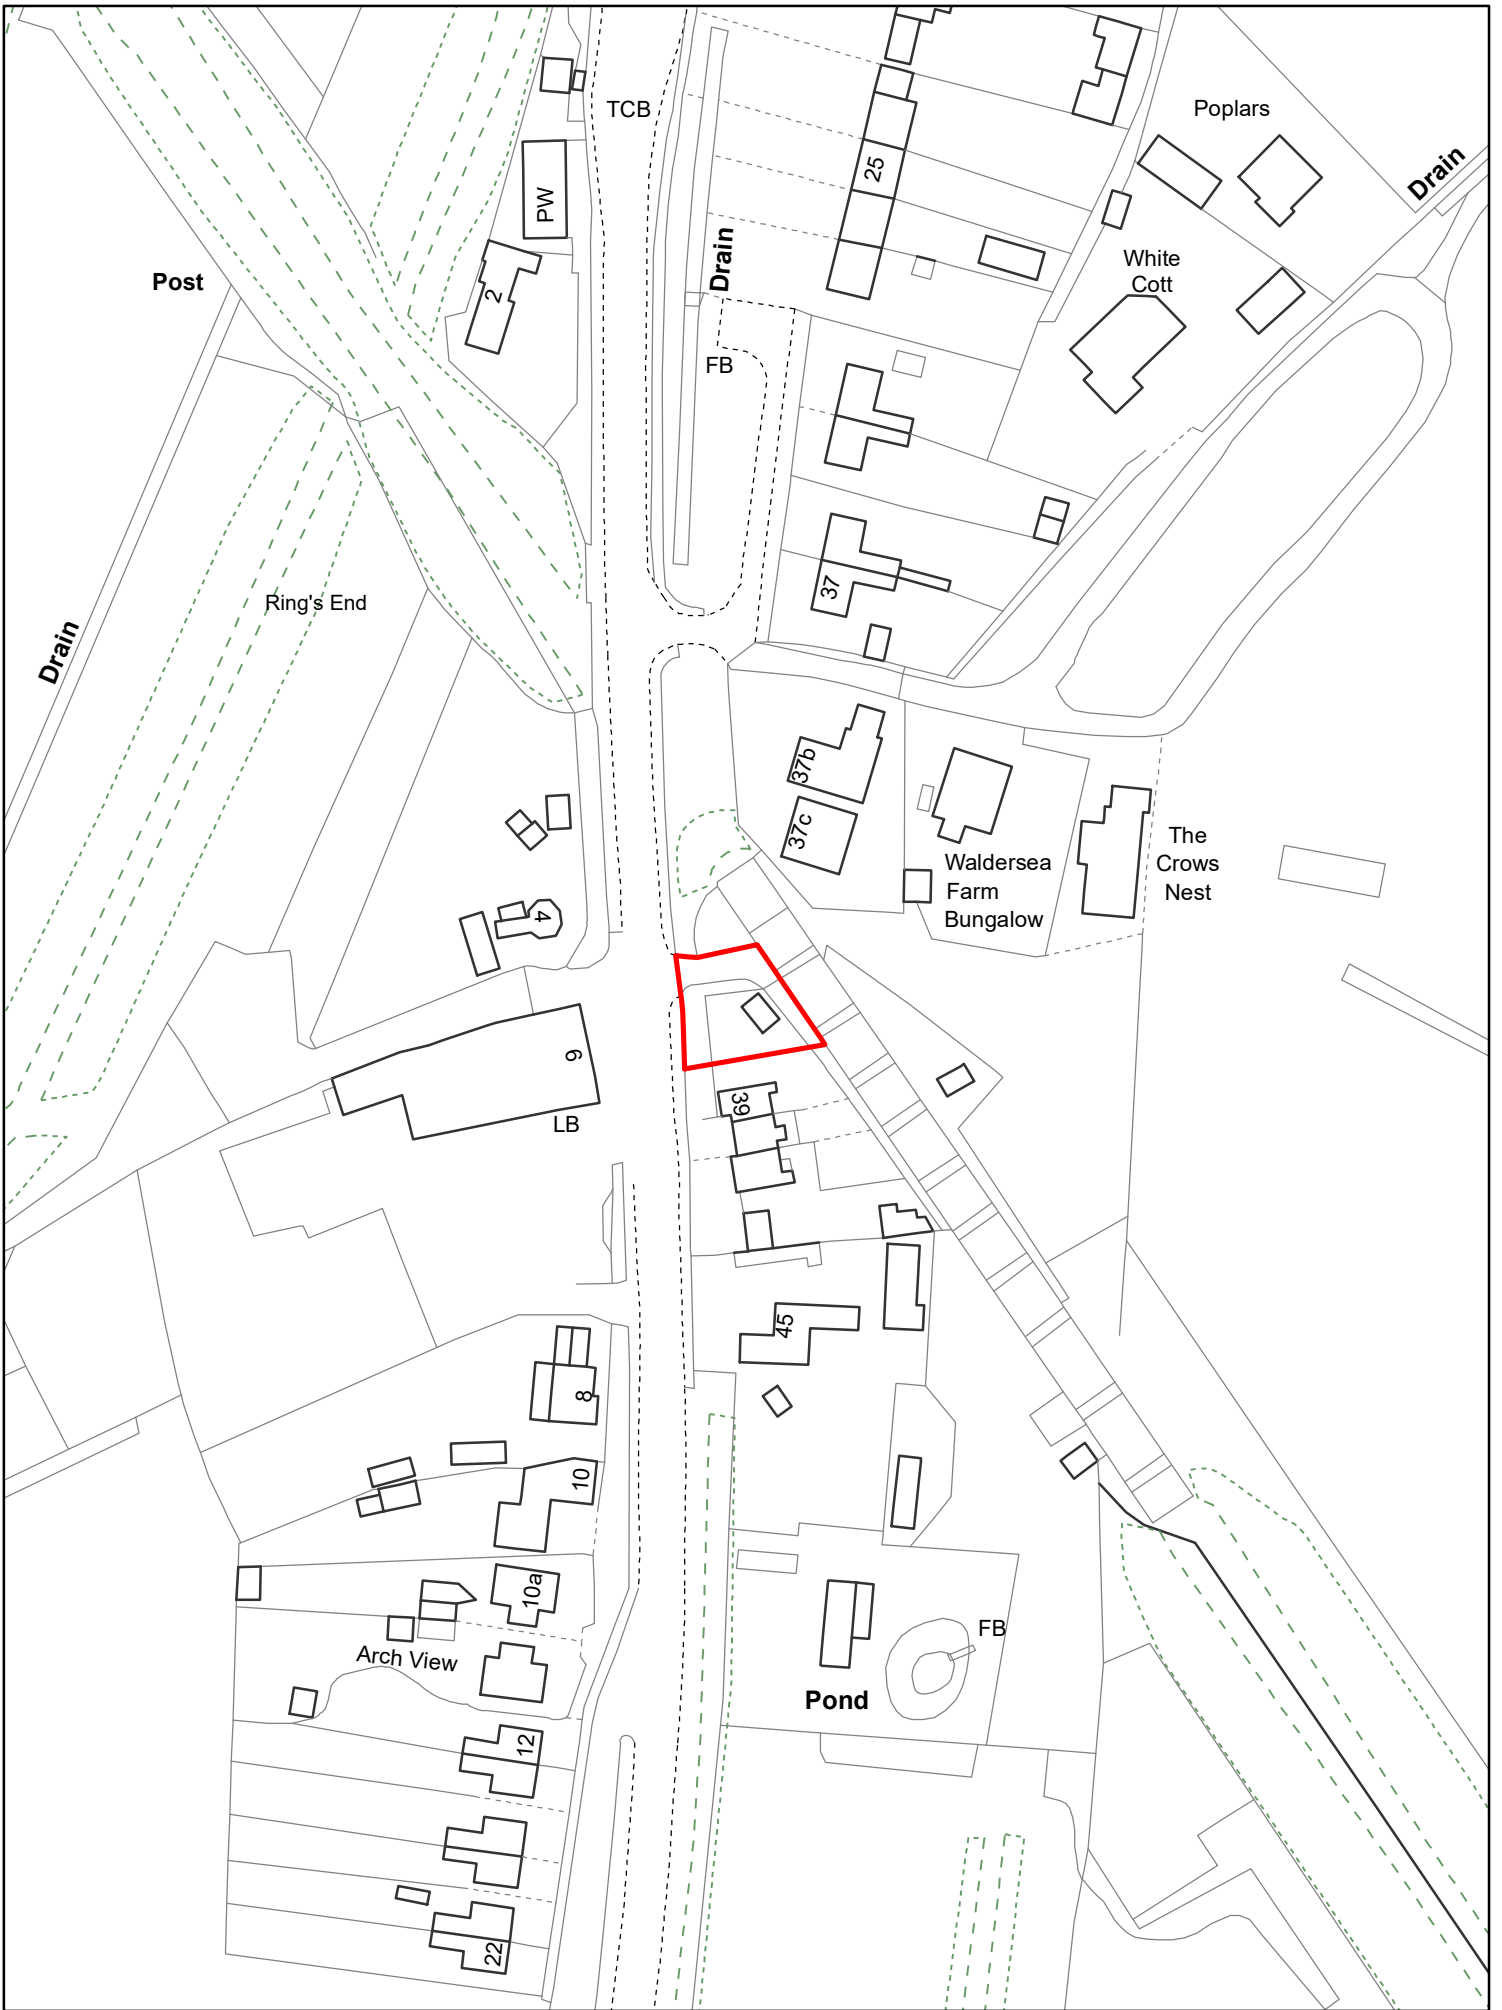 TCB
Poplars
25
Drain
PW
White
Cott
Drain
Post
2
FB
37
Ring's End
Drain
37b
37c
The
Crows
Nest
Waldersea
Farm
Bungalow
4
6
39
LB
45
8
10
10a
Arch View
FB
Pond
12
22